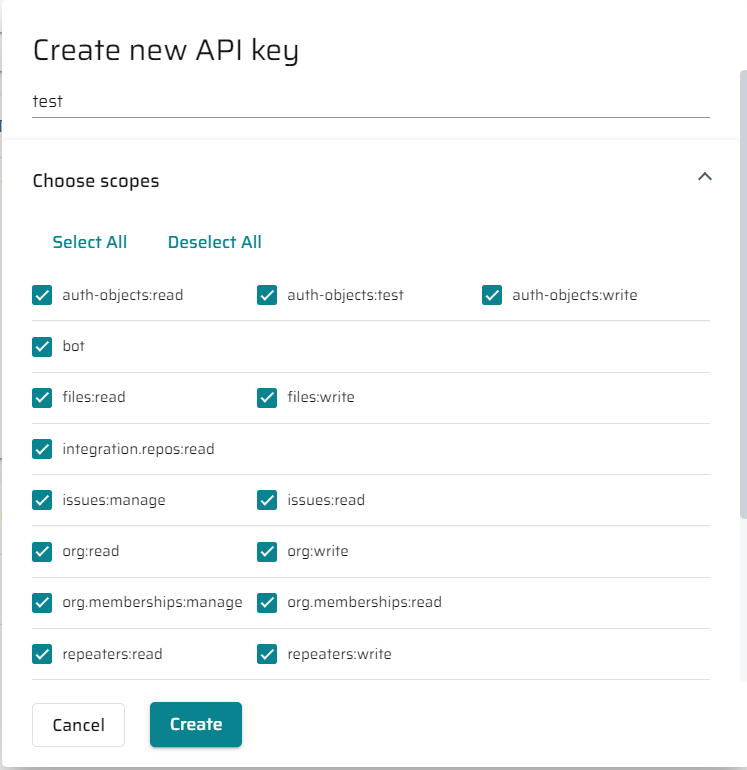 Create new API key
test
Choose scopes
Select All Deselect All
auth-objects:read auth-objects:test auth-objects:write
bot
files:read files:write
integration.repos:read
issues:manage issues:read
org:read org:write
org.memberships:manage org.memberships:read
repeaters:read repeaters:write
Cancel Create